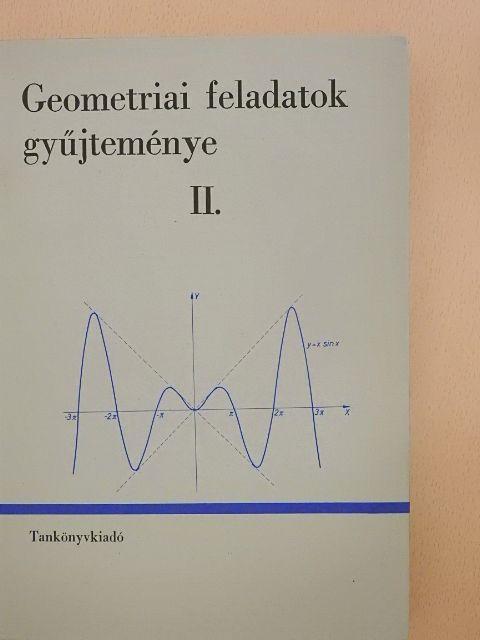 Geometriai feladatok
gyűjteménye
II.
Y
y=x sin x
-3π -2π -π π 2π 3π X
Tankönyvkiadó